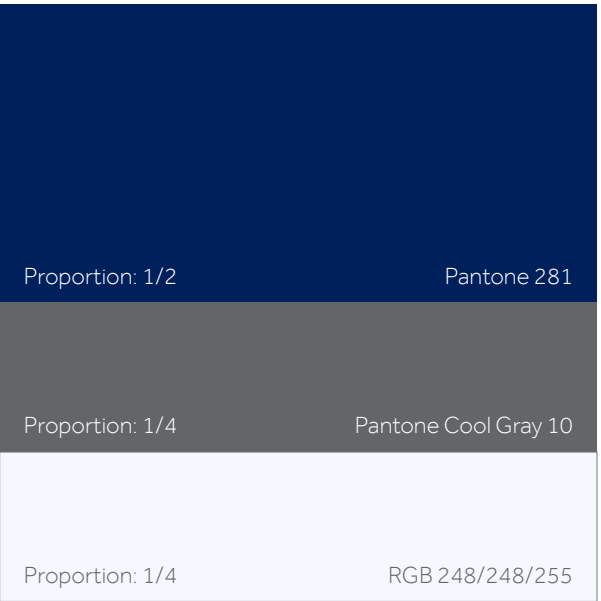 Proportion: 1/2 Pantone 281
Proportion: 1/4 Pantone Cool Gray 10
Proportion: 1/4 RGB 248/248/255